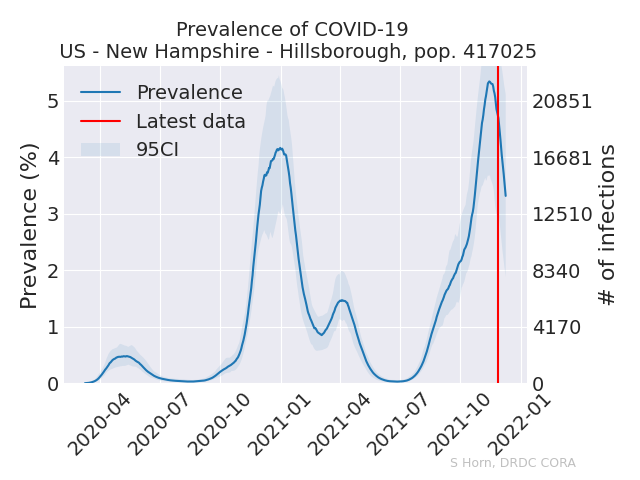 Prevalence of COVID-19
US - New Hampshire - Hillsborough, pop. 417025
Prevalence
Latest data
95CI
Prevalence (%)
5
4
3
2
1
0
# of infections
20851
16681
12510
8340
4170
0
2020-04
2020-07
2020-10
2021-01
2021-04
2021-07
2021-10
2022-01
S Horn, DRDC CORA